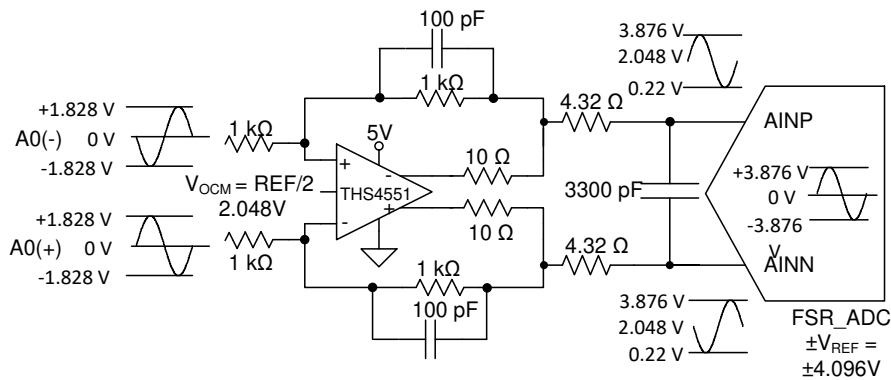 100 pF
1 kΩ
+1.828 V
A0(-) 0 V
-1.828 V
1 kΩ
5V
+
-
THS4551
-
+
VOCM = REF/2
2.048V
10 Ω
10 Ω
+1.828 V
A0(+) 0 V
-1.828 V
1 kΩ
1 kΩ
100 pF
4.32 Ω
4.32 Ω
3300 pF
3.876 V
2.048 V
0.22 V
AINP
+3.876 V
0 V
-3.876
V
AINN
3.876 V
2.048 V
0.22 V
FSR_ADC
±VREF =
±4.096V